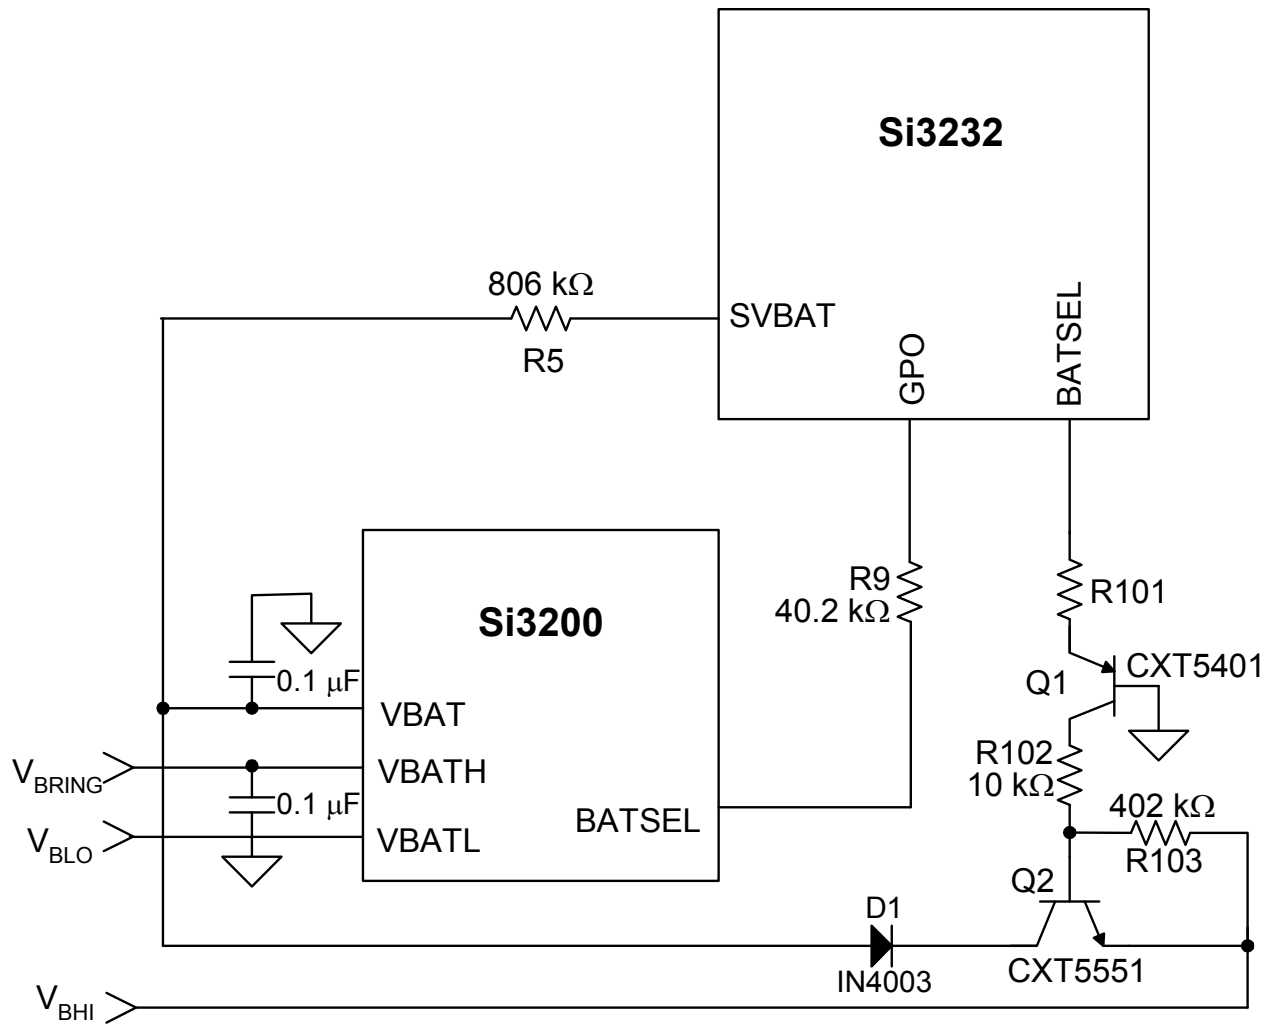 Si3232
806 kΩ
SVBAT
R5
GPO
BATSEL
R9
40.2 kΩ
R101
Si3200
CXT5401
Q1
0.1 μF
VBAT
R102
10 kΩ
VBRING
VBATH
0.1 μF
402 kΩ
BATSEL
VBLO
VBATL
R103
Q2
D1
IN4003
CXT5551
VBHI